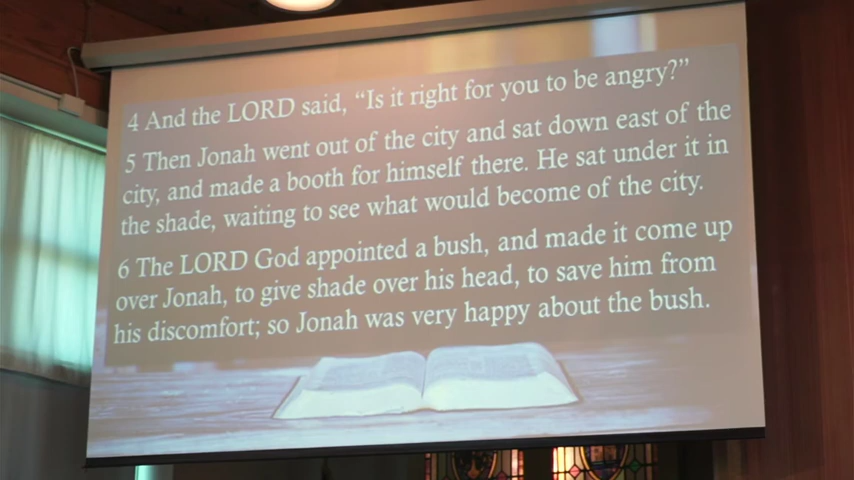 4 And the LORD said, “Is it right for you to be angry?”
5 Then Jonah went out of the city and sat down east of the
city, and made a booth for himself there. He sat under it in
the shade, waiting to see what would become of the city.
6 The LORD God appointed a bush, and made it come up
over Jonah, to give shade over his head, to save him from
his discomfort; so Jonah was very happy about the bush.